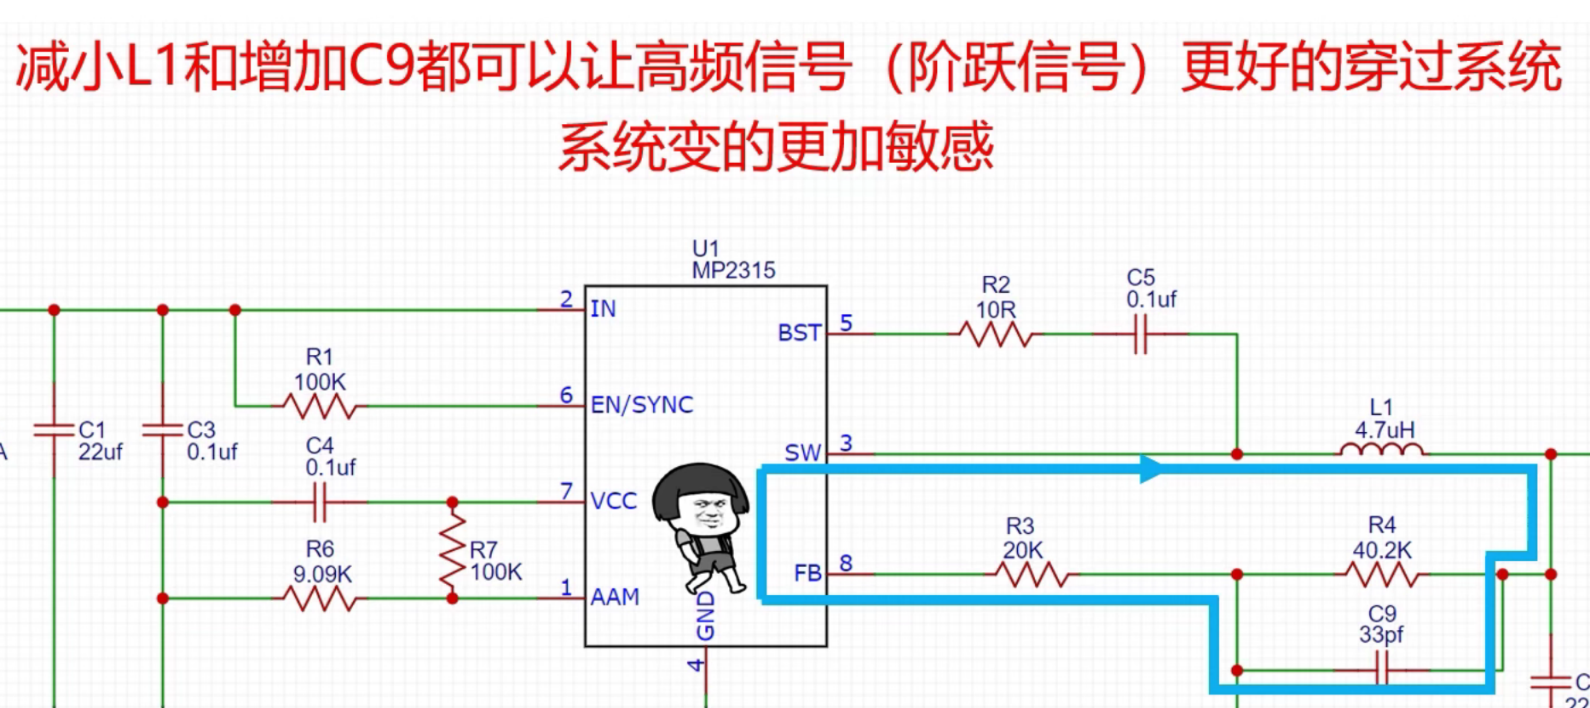 减小L1和增加C9都可以让高频信号（阶跃信号）更好的穿过系统
系统变的更加敏感
U1
MP2315
2
IN
BST
5
R2
10R
C5
0.1uf
R1
100K
6
EN/SYNC
C1
22uf
C3
0.1uf
C4
0.1uf
L1
4.7uH
SW
3
A
7
VCC
R6
9.09K
R7
100K
1
AAM
GND
4
FB
8
R3
20K
R4
40.2K
C9
33pf
C
22